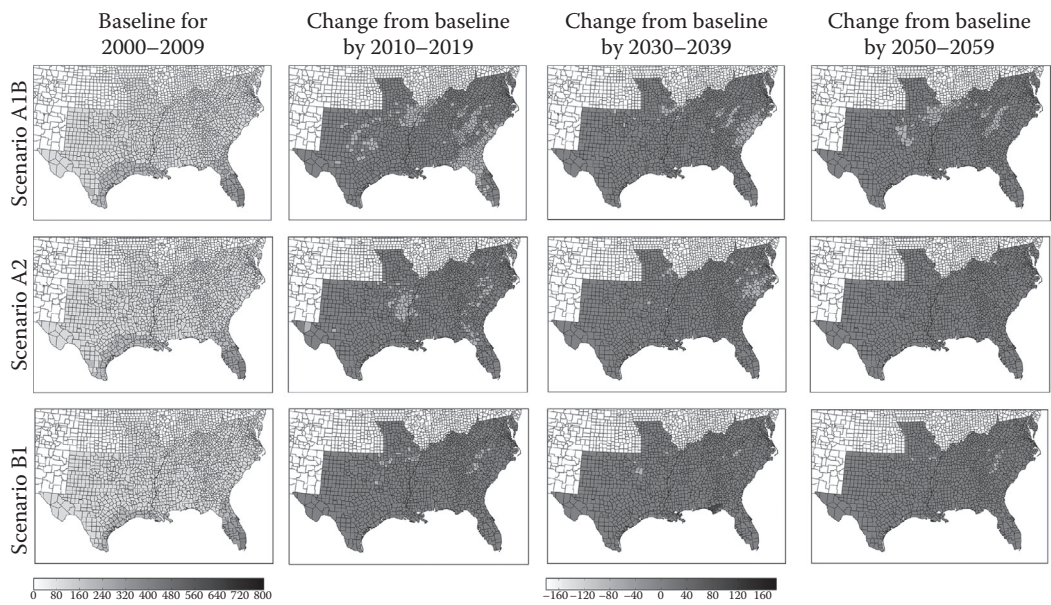 Baseline for
2000–2009
Change from baseline
by 2010–2019
Change from baseline
by 2030–2039
Change from baseline
by 2050–2059
Scenario A1B
Scenario A2
Scenario B1
0 80 160 240 320 400 480 560 640 720 800
−160 −120 −80 −40 0 40 80 120 160